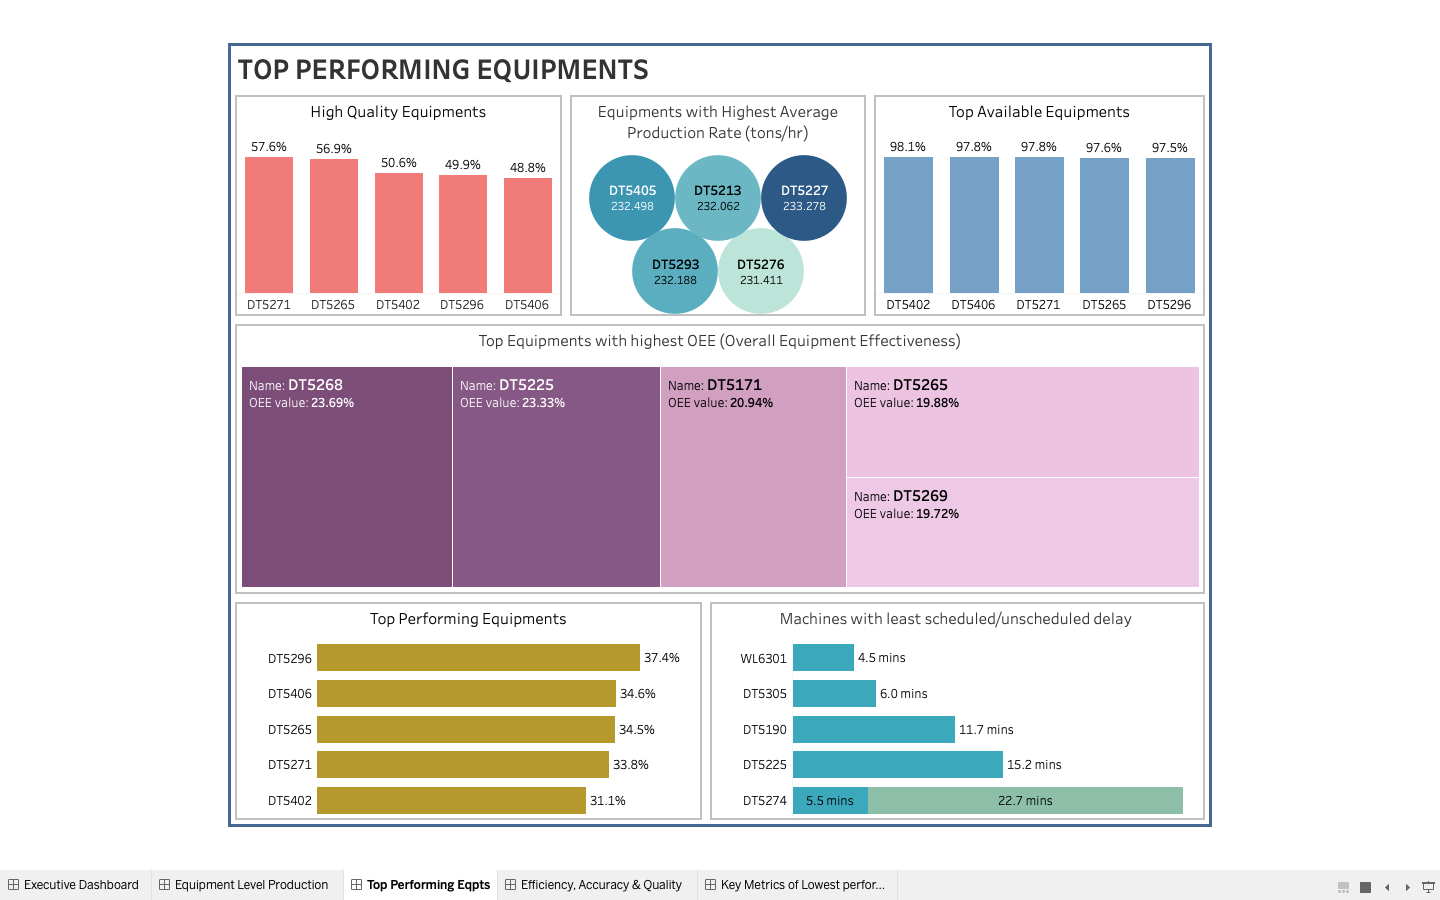 TOP PERFORMING EQUIPMENTS
High Quality Equipments
57.6%
56.9%
50.6%
49.9%
48.8%
DT5271
DT5265
DT5402
DT5296
DT5406
Equipments with Highest Average
Production Rate (tons/hr)
DT5405
232.498
DT5213
232.062
DT5227
233.278
DT5293
232.188
DT5276
231.411
Top Available Equipments
98.1%
97.8%
97.8%
97.6%
97.5%
DT5402
DT5406
DT5271
DT5265
DT5296
Top Equipments with highest OEE (Overall Equipment Effectiveness)
Name: DT5268
OEE value: 23.69%
Name: DT5225
OEE value: 23.33%
Name: DT5171
OEE value: 20.94%
Name: DT5265
OEE value: 19.88%
Name: DT5269
OEE value: 19.72%
Top Performing Equipments
DT5296 37.4%
DT5406 34.6%
DT5265 34.5%
DT5271 33.8%
DT5402 31.1%
Machines with least scheduled/unscheduled delay
WL6301 4.5 mins
DT5305 6.0 mins
DT5190 11.7 mins
DT5225 15.2 mins
DT5274 5.5 mins 22.7 mins
Executive Dashboard
Equipment Level Production
Top Performing Eqpts
Efficiency, Accuracy & Quality
Key Metrics of Lowest perfor...